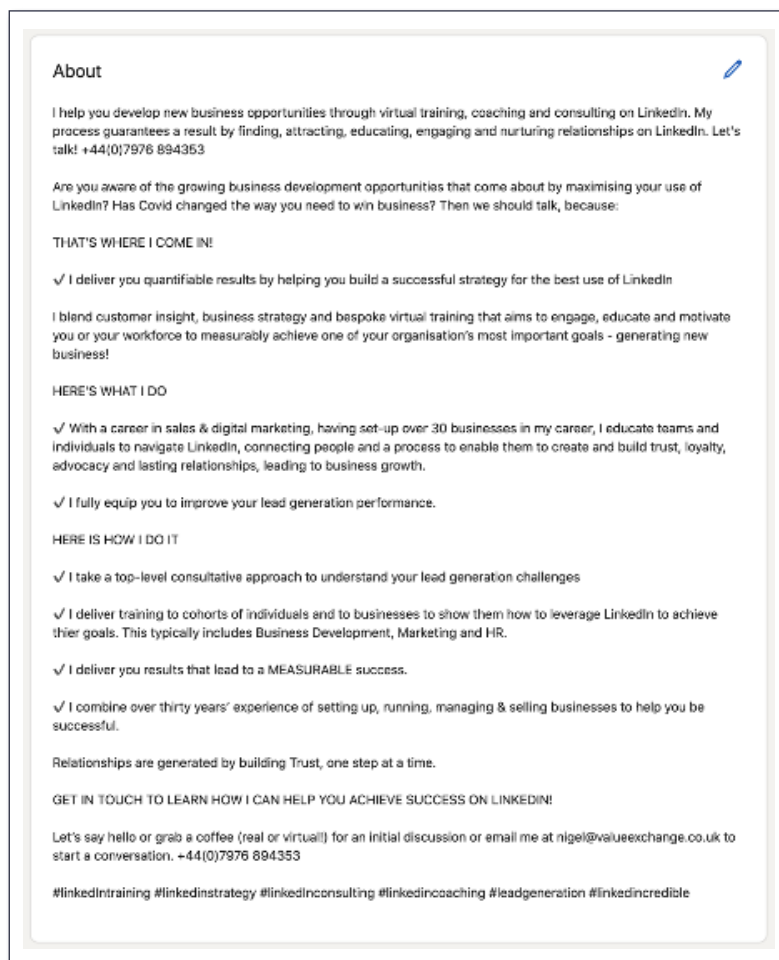 About
I help you develop new business opportunities through virtual training, coaching and consulting on LinkedIn. My
process guarantees a result by finding, attracting, educating, engaging and nurturing relationships on LinkedIn. Let's
talk! +44(0)7976 894353
Are you aware of the growing business development opportunities that come about by maximising your use of
LinkedIn? Has Covid changed the way you need to win business? Then we should talk, because:
THAT'S WHERE I COME IN!
✓ I deliver you quantifiable results by helping you build a successful strategy for the best use of LinkedIn
I blend customer insight, business strategy and bespoke virtual training that aims to engage, educate and motivate
you or your workforce to measurably achieve one of your organisation's most important goals - generating new
business!
HERE'S WHAT I DO
✓ With a career in sales & digital marketing, having set-up over 30 businesses in my career, I educate teams and
individuals to navigate LinkedIn, connecting people and a process to enable them to create and build trust, loyalty,
advocacy and lasting relationships, leading to business growth.
✓ I fully equip you to improve your lead generation performance.
HERE IS HOW I DO IT
✓ I take a top-level consultative approach to understand your lead generation challenges
✓ I deliver training to cohorts of individuals and to businesses to show them how to leverage LinkedIn to achieve
thier goals. This typically includes Business Development, Marketing and HR.
✓ I deliver you results that lead to a MEASURABLE success.
✓ I combine over thirty years' experience of setting up, running, managing & selling businesses to help you be
successful.
Relationships are generated by building Trust, one step at a time.
GET IN TOUCH TO LEARN HOW I CAN HELP YOU ACHIEVE SUCCESS ON LINKEDIN!
Let's say hello or grab a coffee (real or virtual!) for an initial discussion or email me at nigel@valueexchange.co.uk to
start a conversation. +44(0)7976 894353
#linkedIntraining #linkedinstrategy #linkedInconsulting #linkedincoaching #leadgeneration #linkedincredible